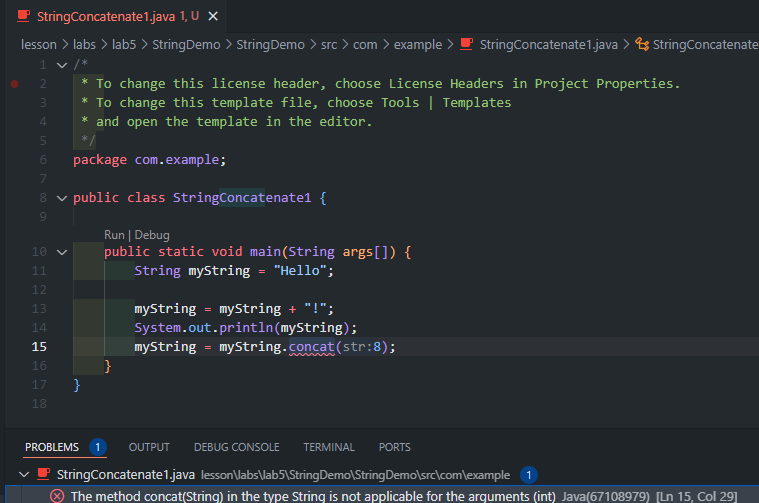 StringConcatenate1.java 1, U ×
lesson > labs > lab5 > StringDemo > StringDemo > src > com > example > StringConcatenate1.java > StringConcatenate
1 /*
2  * To change this license header, choose License Headers in Project Properties.
3  * To change this template file, choose Tools | Templates
4  * and open the template in the editor.
5  */
6 package com.example;
7
8 public class StringConcatenate1 {
9
Run | Debug
10     public static void main(String args[]) {
11         String myString = "Hello";
12
13         myString = myString + "!";
14         System.out.println(myString);
15         myString = myString.concat(str:8);
16     }
17 }
18
PROBLEMS 1 OUTPUT DEBUG CONSOLE TERMINAL PORTS
StringConcatenate1.java lesson\labs\lab5\StringDemo\StringDemo\src\com\example 1
The method concat(String) in the type String is not applicable for the arguments (int) Java(67108979) [Ln 15, Col 29]